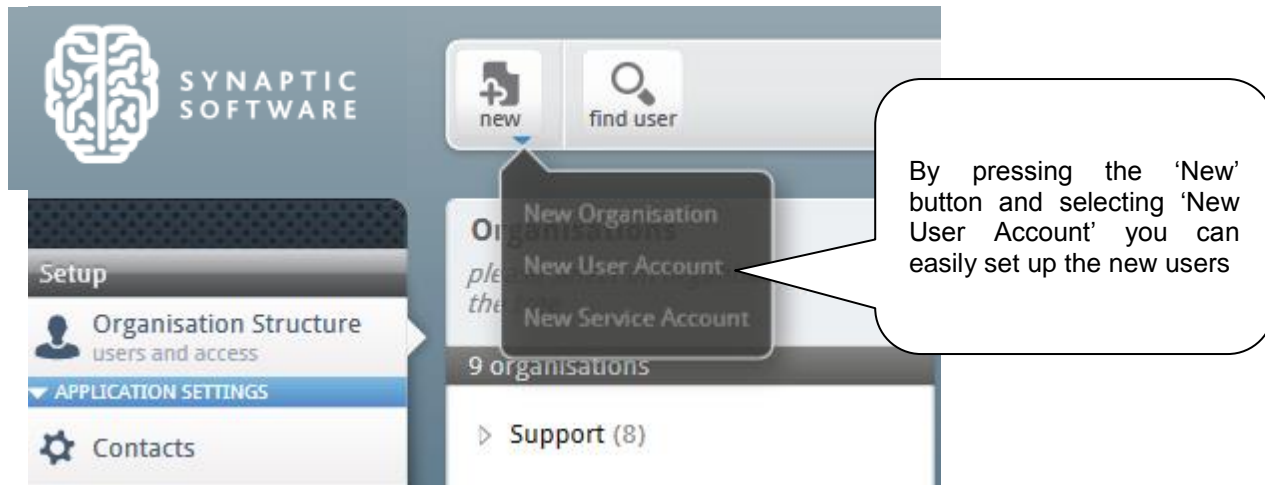 SYNAPTIC
SOFTWARE
new
find user
New Organisation
New User Account
New Service Account
By pressing the ‘New’
button and selecting ‘New
User Account’ you can
easily set up the new users
Setup
Organisation Structure
users and access
APPLICATION SETTINGS
Contacts
Organisations
the
9 organisations
Support (8)